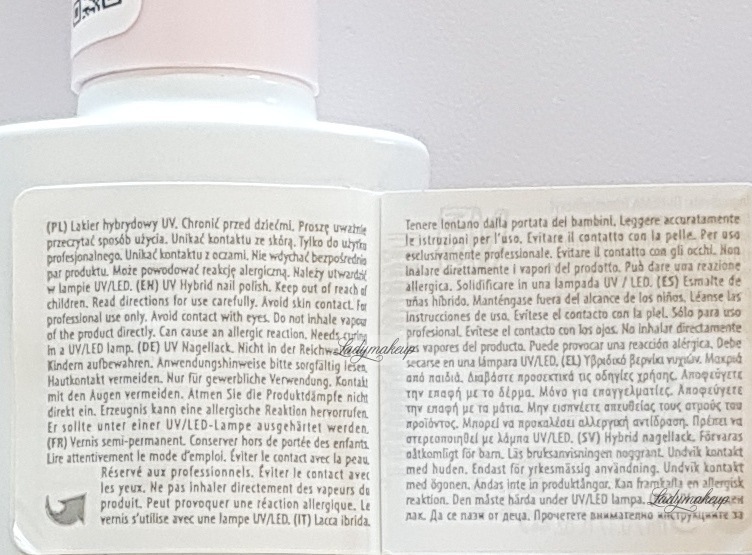 (PL) Lakier hybrydowy UV. Chronić przed dziećmi. Proszę uważnie
przeczytać sposób użycia. Unikać kontaktu ze skórą. Tylko do użytku
profesjonalnego. Unikać kontaktu z oczami. Nie wdychać bezpośrednio
par produktu. Może powodować reakcję alergiczną. Należy utwardzić
w lampie UV/LED. (EN) UV Hybrid nail polish. Keep out of reach of
children. Read directions for use carefully. Avoid skin contact. For
professional use only. Avoid contact with eyes. Do not inhale vapou
of the product directly. Can cause an allergic reaction. Needs curing
in a UV/LED lamp. (DE) UV Nagellack. Nicht in der Reichw
Kindern aufbewahren. Anwendungshinweise bitte sorgfältig lesen.
Hautkontakt vermeiden. Nur für gewerbliche Verwendung. Kontakt
mit den Augen vermeiden. Atmen Sie die Produktdämpfe nicht
direkt ein. Erzeugnis kann eine allergische Reaktion hervorrufen.
Er sollte unter einer UV/LED-Lampe ausgehärtet werden.
(FR) Vernis semi-permanent. Conserver hors de portée des enfants.
Lire attentivement le mode d'emploi. Éviter le contact avec la peau.
Réservé aux professionnels. Éviter le contact avec
les yeux. Ne pas inhaler directement des vapeurs du
produit. Peut provoquer une réaction allergique. Le
vernis s'utilise avec une lampe UV/LED. (IT) Lacca ibrida.
Tenere lontano dalla portata dei bambini. Leggere accuratamente
le istruzioni per l'uso. Evitare il contatto con la pelle. Per uso
esclusivamente professionale. Evitare il contatto con gli occhi. Non
inalare direttamente i vapori del prodotto. Può dare una reazione
allergica. Solidificare in una lampada UV / LED. (ES) Esmalte de
uñas híbrido. Manténgase fuera del alcance de los niños. Léanse las
instrucciones de uso. Evítese el contacto con la piel. Sólo para uso
profesional. Evítese el contacto con los ojos. No inhalar directamente
los vapores del producto. Puede provocar una reacción alérgica. Debe
secarse en una lámpara UV/LED. (EL) Υβριδικό βερνίκι νυχιών. Μακριά
από παιδιά. Διαβάστε προσεκτικά τις οδηγίες χρήσης. Αποφεύγετε
την επαφή με το δέρμα. Μόνο για επαγγελματίες. Αποφεύγετε
την επαφή με τα μάτια. Μην εισπνέετε απευθείας τους ατμούς του
προϊόντος. Μπορεί να προκαλέσει αλλεργική αντίδραση. Πρέπει να
στερεοποιηθεί με λάμπα UV/LED. (SV) Hybrid nagellack. Förvaras
oåtkomligt för barn. Läs bruksanvisningen noggrant. Undvik kontakt
med huden. Endast för yrkesmässig användning. Undvik kontakt
med ögonen. Andas inte in produktångor. Kan framkalla en allergisk
reaktion. Den måste härda under UV/LED lampa.
лак. Да се пази от деца. Прочетете внимателно инструкциите за
Ladymakeup
Ladymakeup